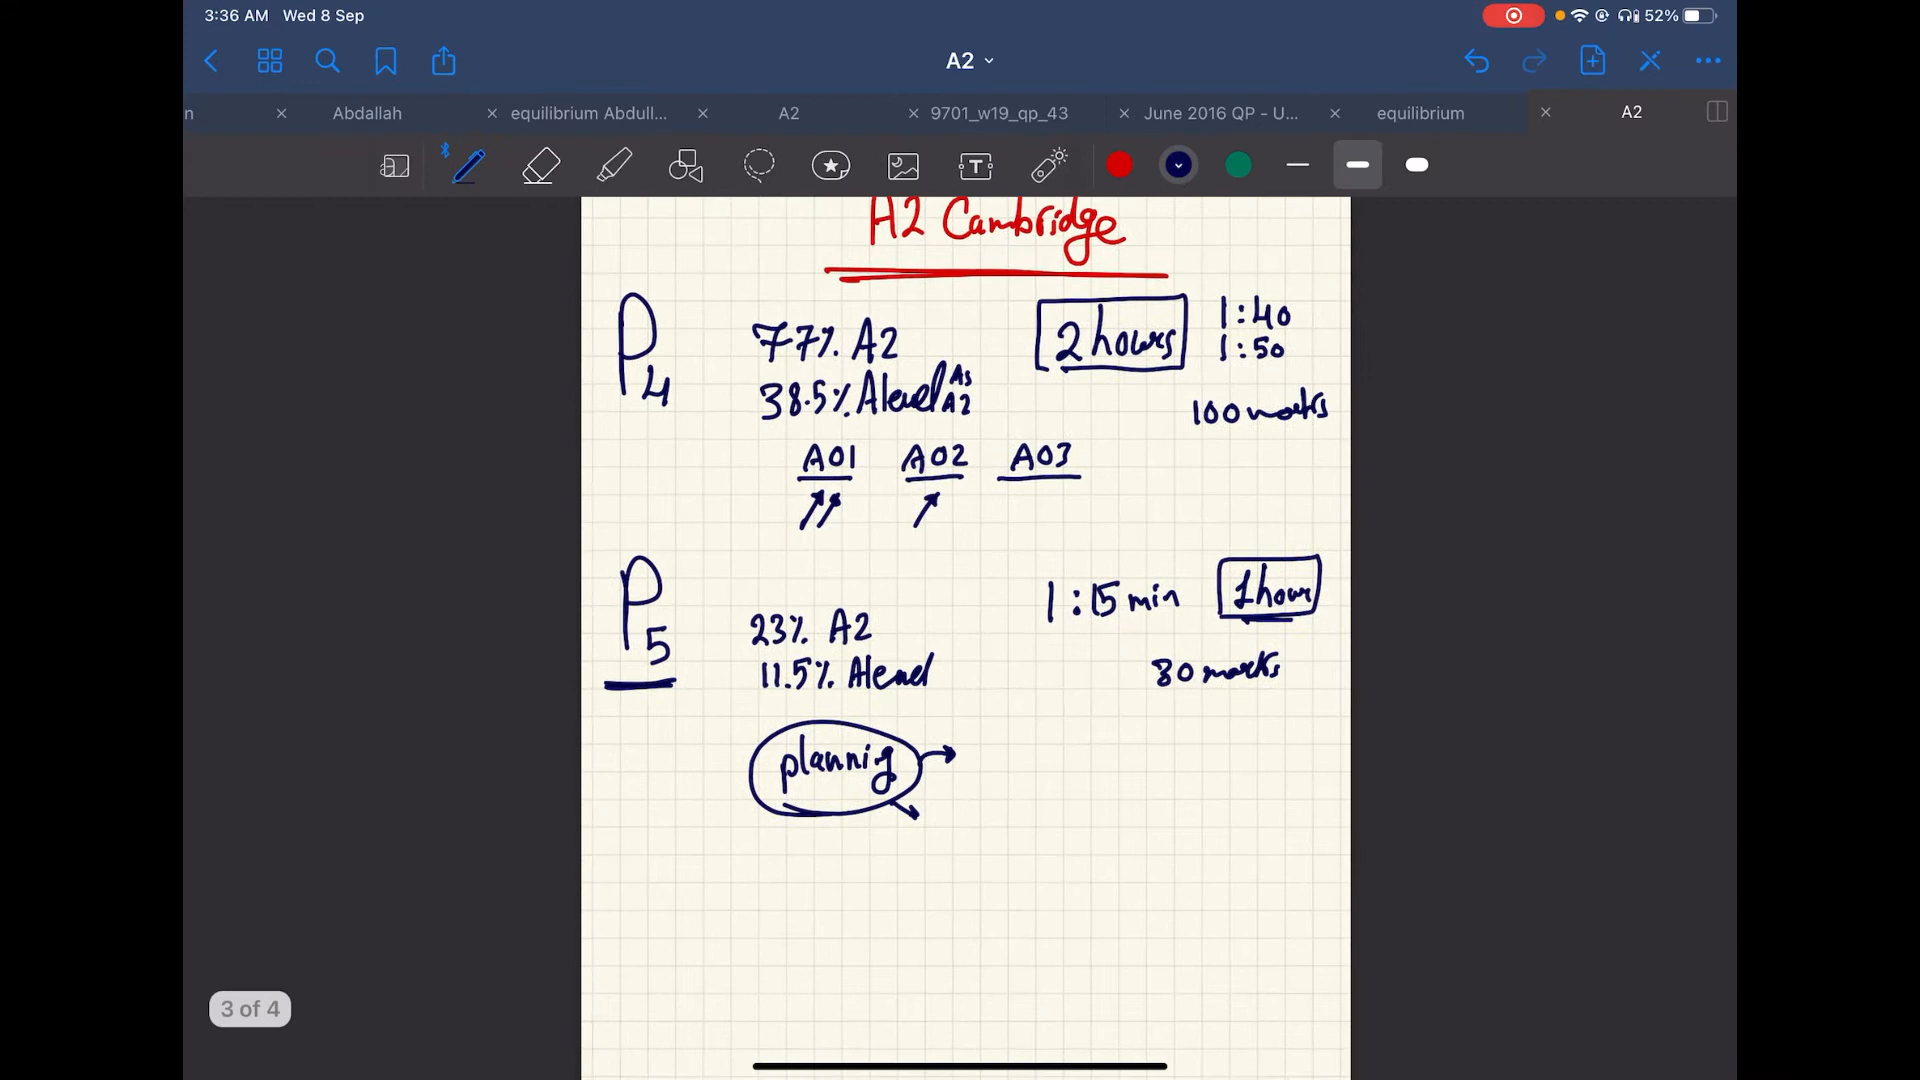 3:36 AM Wed 8 Sep
52%
A2
n
Abdallah
equilibrium Abdull...
A2
9701_w19_qp_43
June 2016 QP - U...
equilibrium
A2
A2 Cambridge
P4
77% A2
2 hours
1:40
1:50
38.5% Alevel As A2
100 marks
A01 A02 A03
P5
1:15 min
1 hour
23% A2
11.5% Alevel
30 marks
plannig
3 of 4